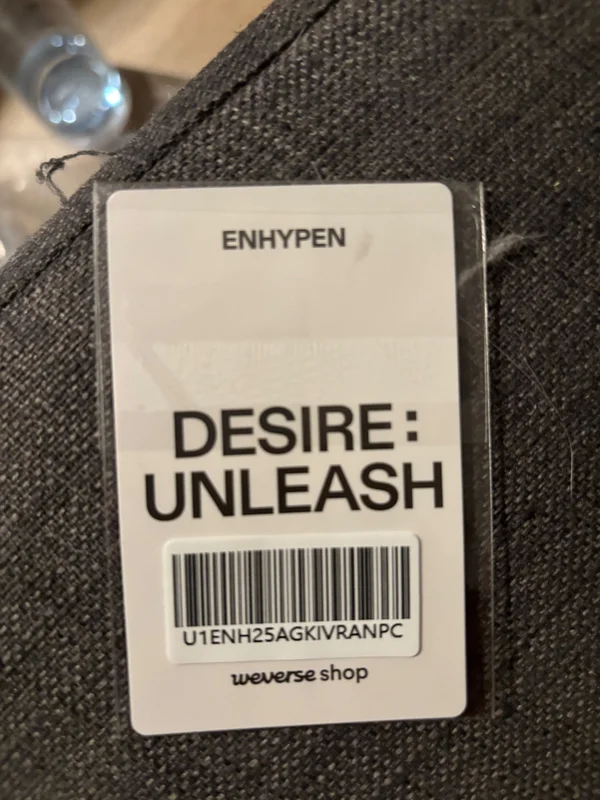 ENHYPEN
DESIRE :
UNLEASH
U1ENH25AGKIVRANPC
weverse shop